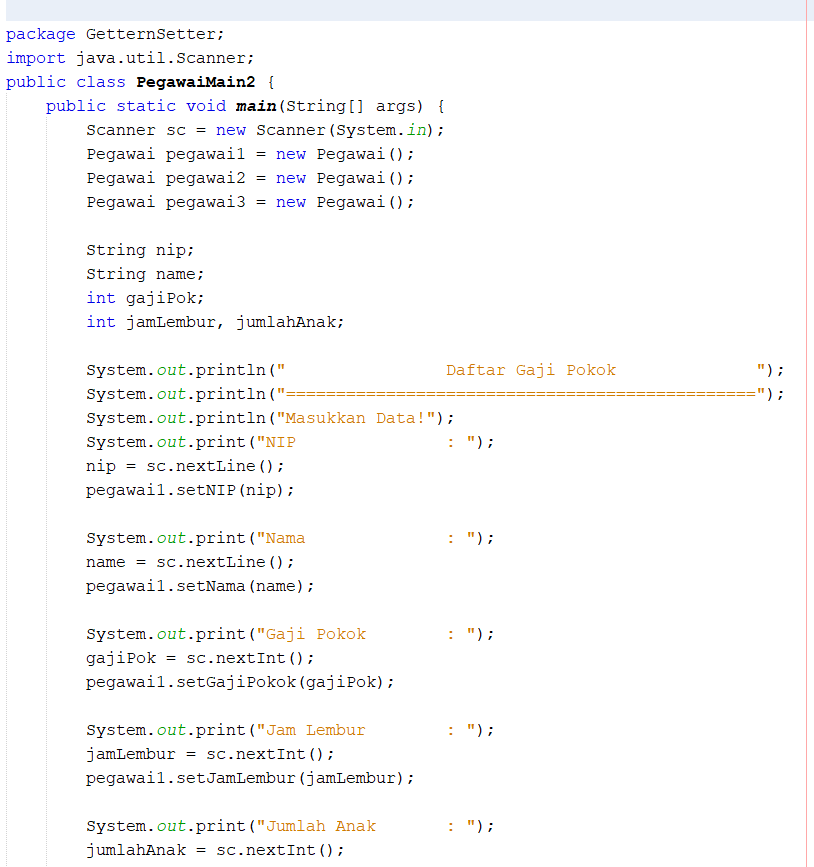 package GetternSetter;
import java.util.Scanner;
public class PegawaiMain2 {
    public static void main(String[] args) {
        Scanner sc = new Scanner(System.in);
        Pegawai pegawai1 = new Pegawai();
        Pegawai pegawai2 = new Pegawai();
        Pegawai pegawai3 = new Pegawai();

        String nip;
        String name;
        int gajiPok;
        int jamLembur, jumlahAnak;

        System.out.println("                Daftar Gaji Pokok              ");
        System.out.println("===============================================");
        System.out.println("Masukkan Data!");
        System.out.print("NIP               : ");
        nip = sc.nextLine();
        pegawai1.setNIP(nip);

        System.out.print("Nama              : ");
        name = sc.nextLine();
        pegawai1.setNama(name);

        System.out.print("Gaji Pokok        : ");
        gajiPok = sc.nextInt();
        pegawai1.setGajiPokok(gajiPok);

        System.out.print("Jam Lembur        : ");
        jamLembur = sc.nextInt();
        pegawai1.setJamLembur(jamLembur);

        System.out.print("Jumlah Anak       : ");
        jumlahAnak = sc.nextInt();